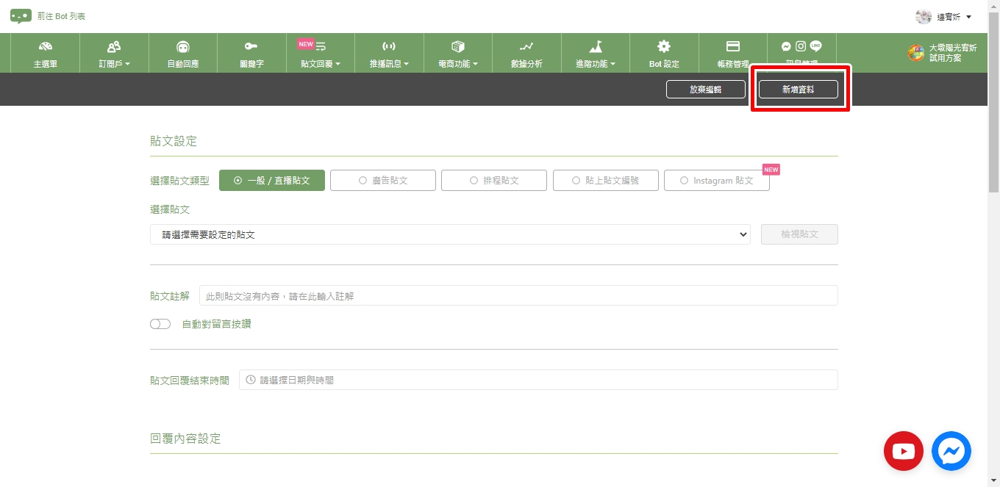 前往 Bot 列表
連宥妡
主選單
訂閱戶
自動回應
關鍵字
NEW
貼文回覆
推播訊息
電商功能
數據分析
進階功能
Bot 設定
帳務管理
訊息管理
LINE
大墩陽光宥妡
試用方案
放棄編輯
新增資料
貼文設定
選擇貼文類型
一般 / 直播貼文
廣告貼文
排程貼文
貼上貼文編號
Instagram 貼文
NEW
選擇貼文
請選擇需要設定的貼文
檢視貼文
貼文註解
此則貼文沒有內容，請在此輸入註解
自動對留言按讚
貼文回覆結束時間
請選擇日期與時間
回覆內容設定